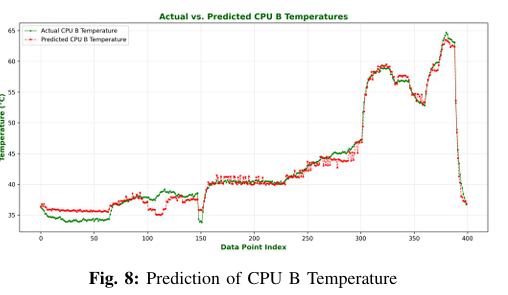 Actual vs. Predicted CPU B Temperatures
Actual CPU B Temperature
Predicted CPU B Temperature
Temperature (°C)
65
60
55
50
45
40
35
0
50
100
150
200
250
300
350
400
Data Point Index
Fig. 8: Prediction of CPU B Temperature